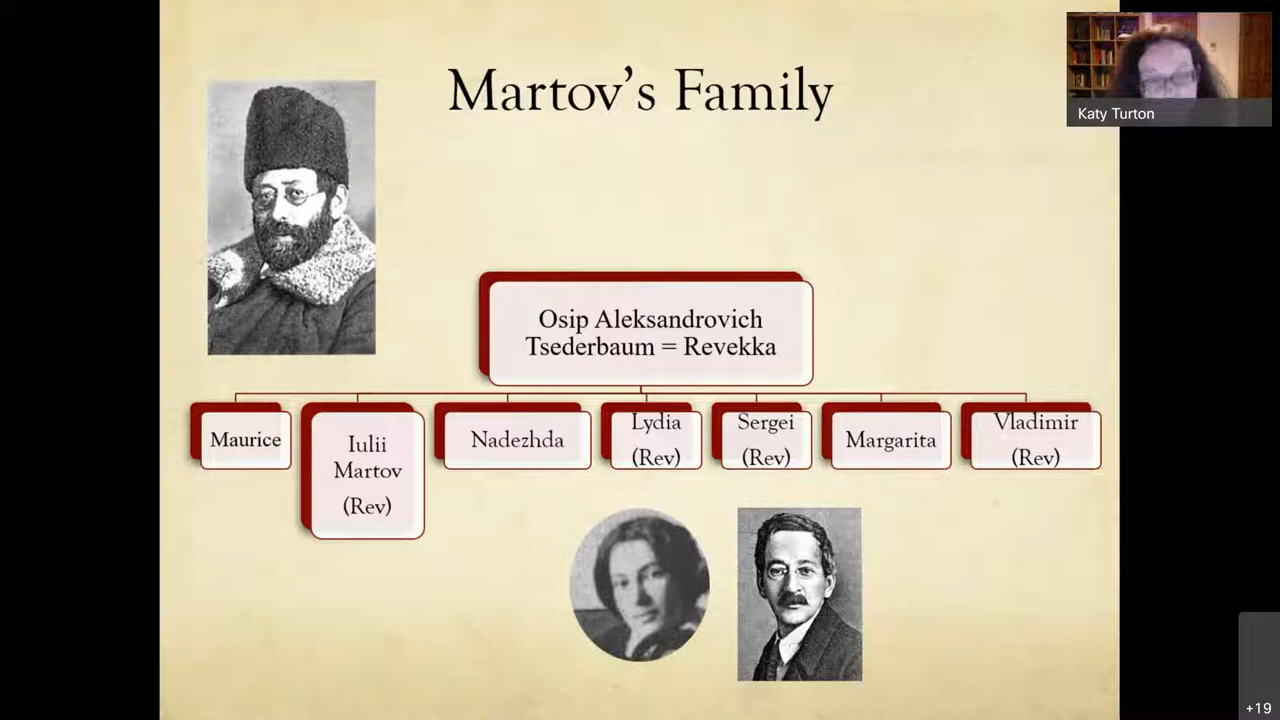 Martov’s Family
Katy Turton
Osip Aleksandrovich
Tsederbaum = Revekka
Maurice
Iulii
Martov
(Rev)
Nadezhda
Lydia
(Rev)
Sergei
(Rev)
Margarita
Vladimir
(Rev)
+19